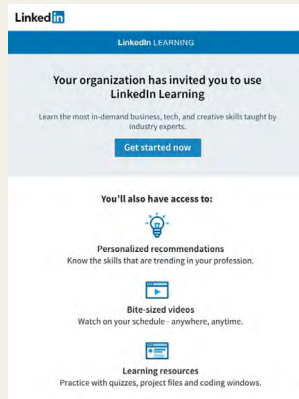 Linked in
LinkedIn LEARNING
Your organization has invited you to use
LinkedIn Learning
Learn the most in-demand business, tech, and creative skills taught by
industry experts.
Get started now
You'll also have access to:
Personalized recommendations
Know the skills that are trending in your profession.
Bite-sized videos
Watch on your schedule - anywhere, anytime.
Learning resources
Practice with quizzes, project files and coding windows.